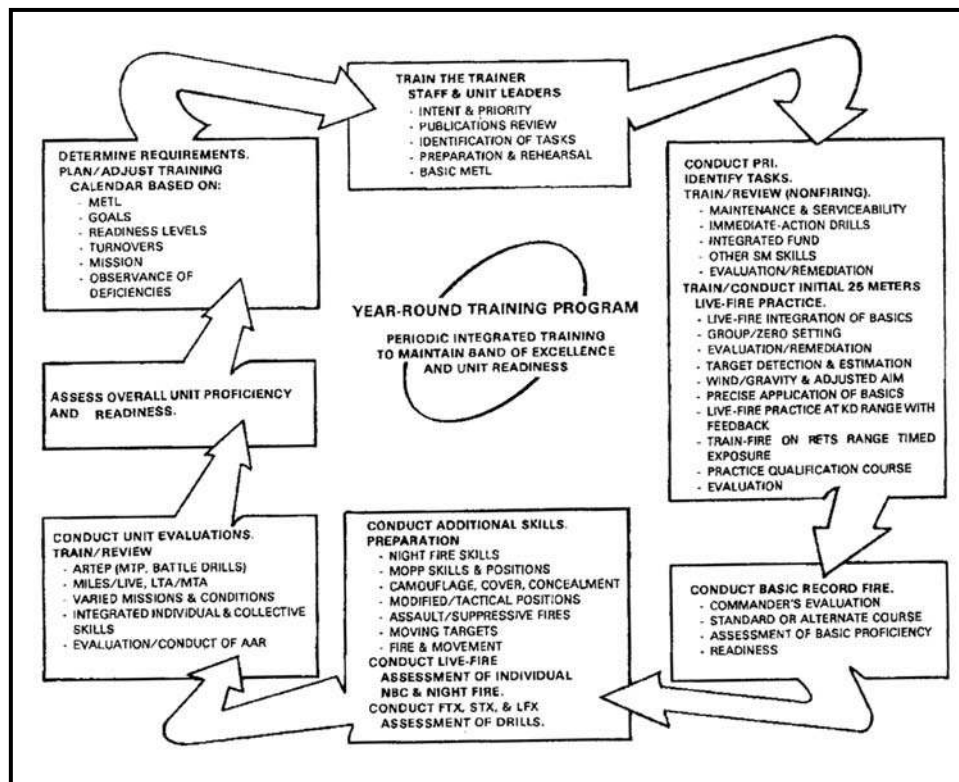 TRAIN THE TRAINER
STAFF & UNIT LEADERS
- INTENT & PRIORITY
- PUBLICATIONS REVIEW
- IDENTIFICATION OF TASKS
- PREPARATION & REHEARSAL
- BASIC METL
DETERMINE REQUIREMENTS.
PLAN/ADJUST TRAINING
CALENDAR BASED ON:
- METL
- GOALS
- READINESS LEVELS
- TURNOVERS
- MISSION
- OBSERVANCE OF
DEFICIENCIES
CONDUCT PRI.
IDENTIFY TASKS.
TRAIN/REVIEW (NONFIRING).
- MAINTENANCE & SERVICEABILITY
- IMMEDIATE-ACTION DRILLS
- INTEGRATED FUND
- OTHER SM SKILLS
- EVALUATION/REMEDIATION
TRAIN/CONDUCT INITIAL 25 METERS
LIVE-FIRE PRACTICE.
- LIVE-FIRE INTEGRATION OF BASICS
- GROUP/ZERO SETTING
- EVALUATION/REMEDIATION
- TARGET DETECTION & ESTIMATION
- WIND/GRAVITY & ADJUSTED AIM
- PRECISE APPLICATION OF BASICS
- LIVE-FIRE PRACTICE AT KD RANGE WITH
FEEDBACK
- TRAIN-FIRE ON RETS RANGE TIMED
EXPOSURE
- PRACTICE QUALIFICATION COURSE
- EVALUATION
YEAR-ROUND TRAINING PROGRAM
PERIODIC INTEGRATED TRAINING
TO MAINTAIN BAND OF EXCELLENCE
AND UNIT READINESS
ASSESS OVERALL UNIT PROFICIENCY
AND READINESS.
CONDUCT UNIT EVALUATIONS.
TRAIN/REVIEW
- ARTEP (MTP, BATTLE DRILLS)
- MILES/LIVE, LTA/MTA
- VARIED MISSIONS & CONDITIONS
- INTEGRATED INDIVIDUAL & COLLECTIVE
SKILLS
- EVALUATION/CONDUCT OF AAR
CONDUCT ADDITIONAL SKILLS.
PREPARATION
- NIGHT FIRE SKILLS
- MOPP SKILLS & POSITIONS
- CAMOUFLAGE, COVER, CONCEALMENT
- MODIFIED/TACTICAL POSITIONS
- ASSAULT/SUPPRESSIVE FIRES
- MOVING TARGETS
- FIRE & MOVEMENT
CONDUCT LIVE-FIRE
ASSESSMENT OF INDIVIDUAL
NBC & NIGHT FIRE.
CONDUCT FTX, STX, & LFX
ASSESSMENT OF DRILLS.
CONDUCT BASIC RECORD FIRE.
- COMMANDER'S EVALUATION
- STANDARD OR ALTERNATE COURSE
- ASSESSMENT OF BASIC PROFICIENCY
- READINESS